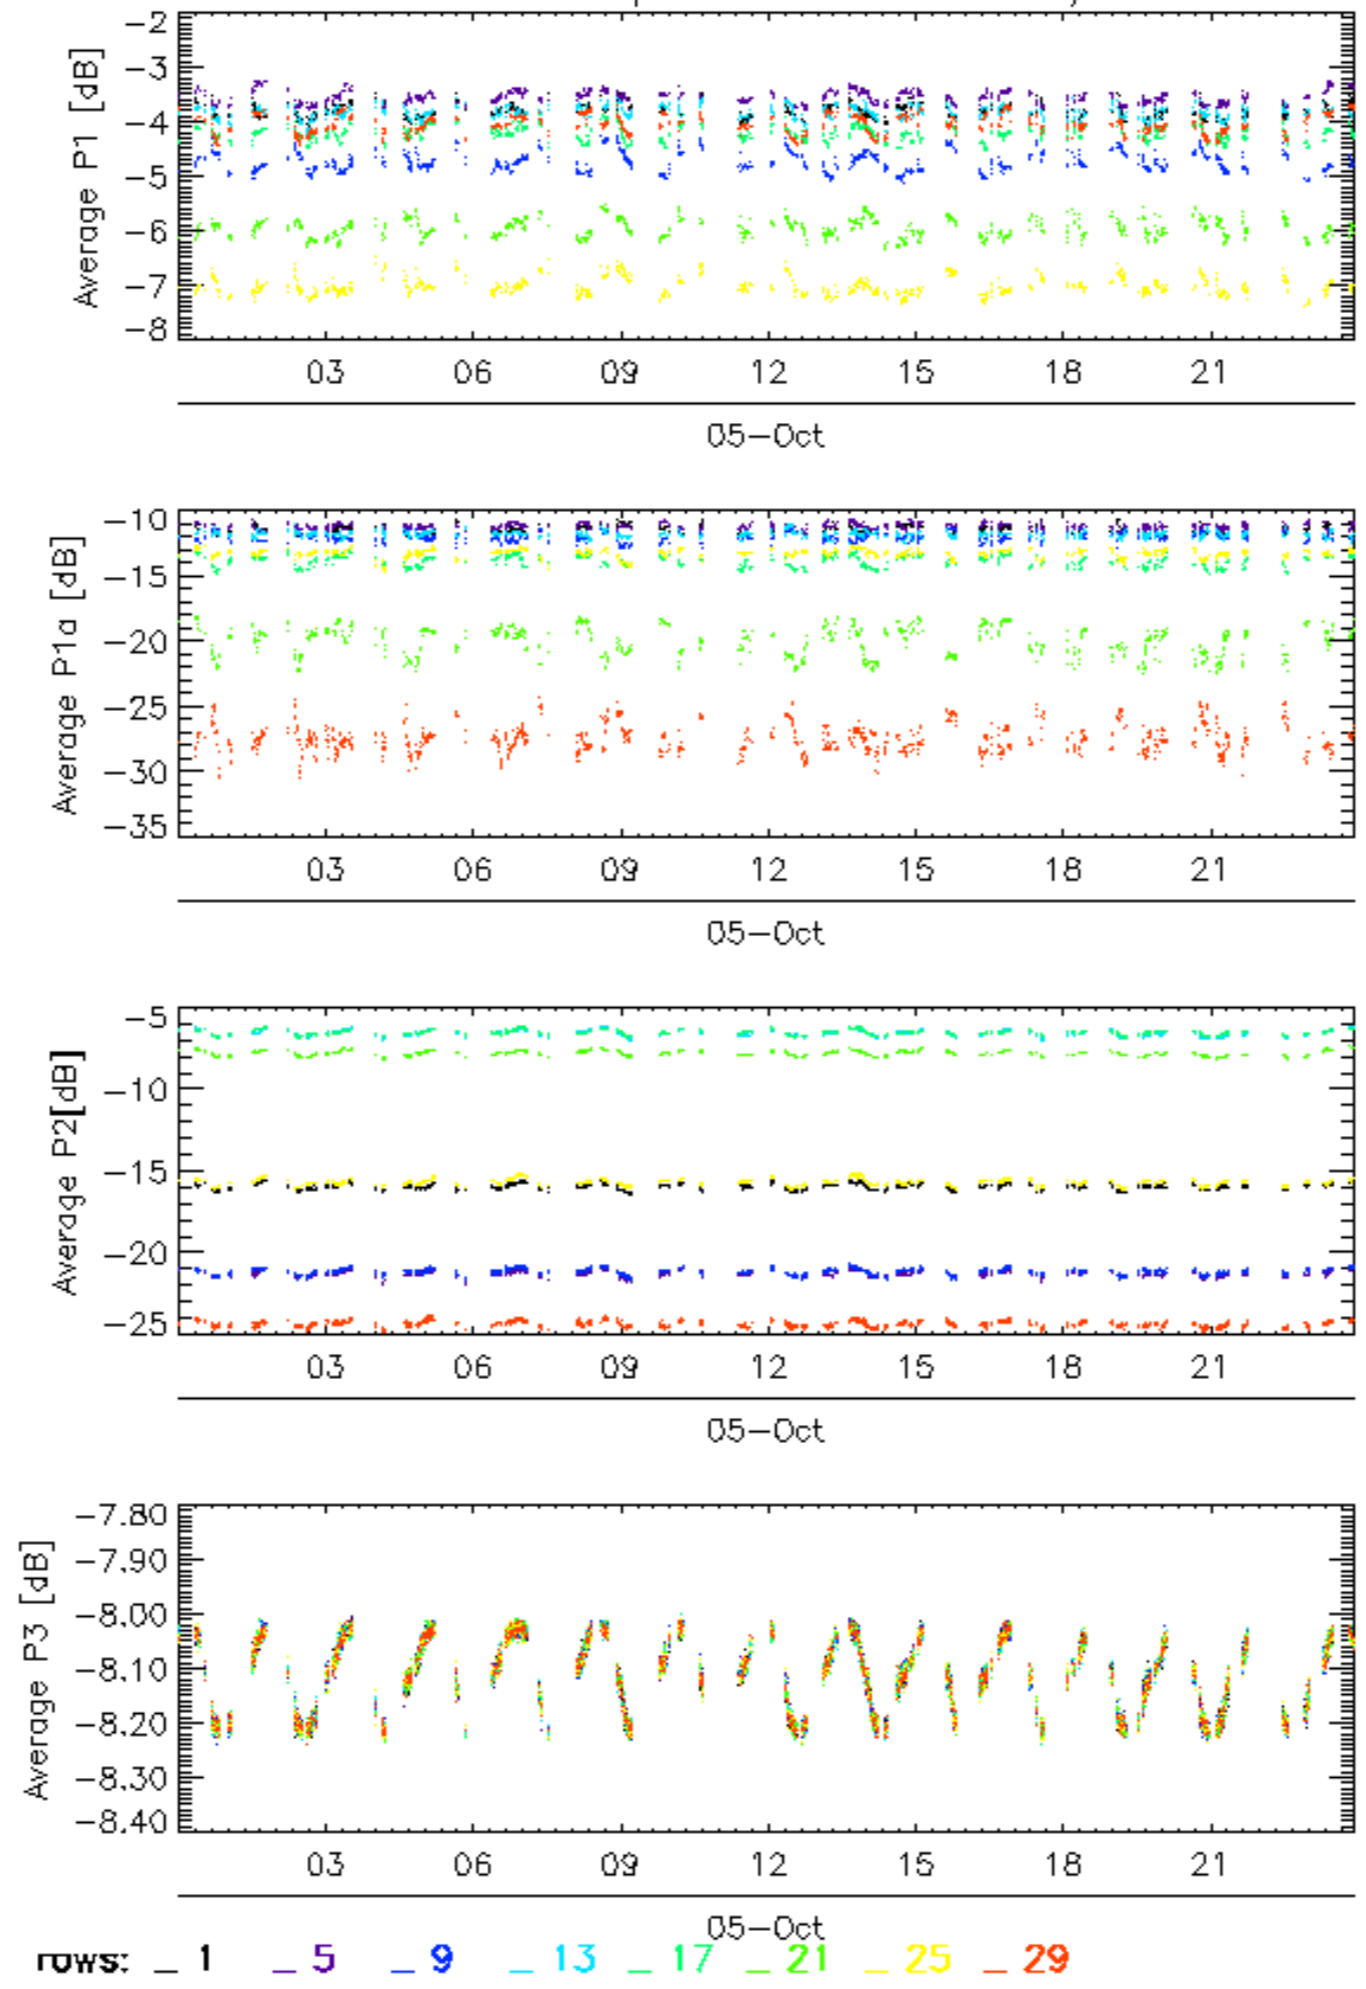 -2
-3
-4
-5
-6
-7
-8
Average P1 [dB]
03 06 09 12 15 18 21
05-Oct
-10
-15
-20
-25
-30
-35
Average P1a [dB]
03 06 09 12 15 18 21
05-Oct
-5
-10
-15
-20
-25
Average P2[dB]
03 06 09 12 15 18 21
05-Oct
-7.80
-7.90
-8.00
-8.10
-8.20
-8.30
-8.40
Average P3 [dB]
03 06 09 12 15 18 21
05-Oct
rows: _ 1 _ 5 _ 9 _ 13 _ 17 _ 21 _ 25 _ 29